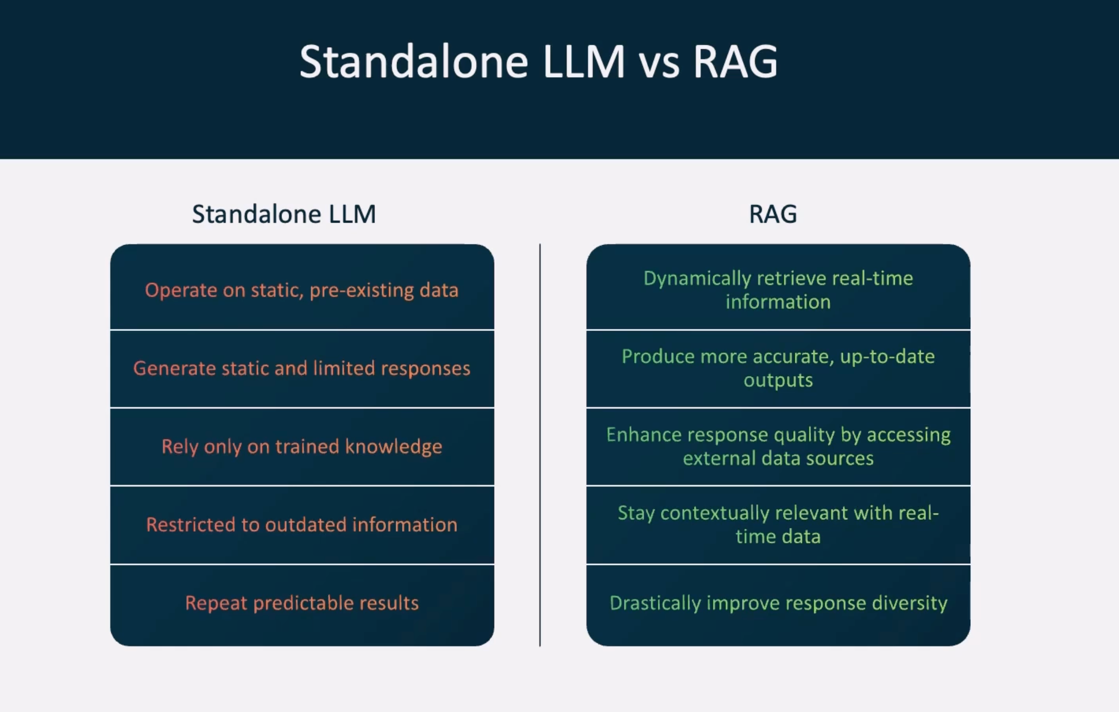 Standalone LLM vs RAG
Standalone LLM
Operate on static, pre-existing data
Generate static and limited responses
Rely only on trained knowledge
Restricted to outdated information
Repeat predictable results
RAG
Dynamically retrieve real-time
information
Produce more accurate, up-to-date
outputs
Enhance response quality by accessing
external data sources
Stay contextually relevant with real-
time data
Drastically improve response diversity